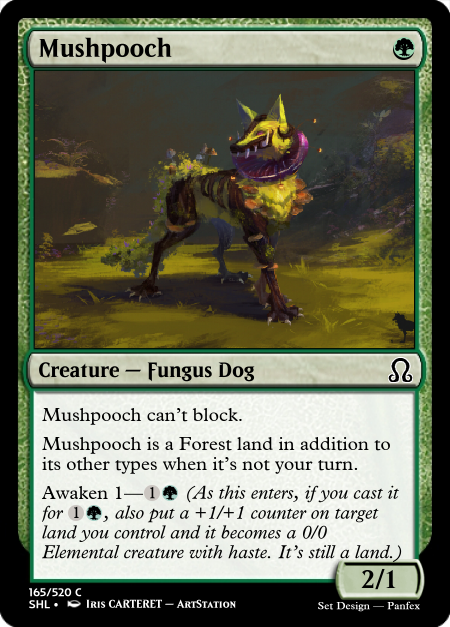 Mushpooch
Creature — Fungus Dog
Mushpooch can't block.
Mushpooch is a Forest land in addition to
its other types when it's not your turn.
Awaken 1—1 (As this enters, if you cast it
for 1, also put a +1/+1 counter on target
land you control and it becomes a 0/0
Elemental creature with haste. It's still a land.)
2/1
165/520 C
SHL • Iris CARTERET — ArtStation
Set Design — Panfex